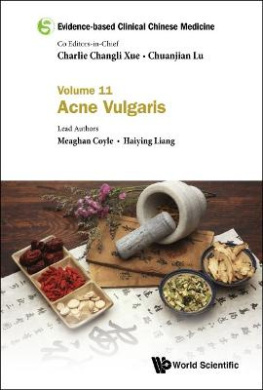 Evidence-based Clinical Chinese Medicine
Co Editors-in-Chief
Charlie Changli Xue • Chuanjian Lu
Volume 11
Acne Vulgaris
Lead Authors
Meaghan Coyle • Haiying Liang
World Scientific